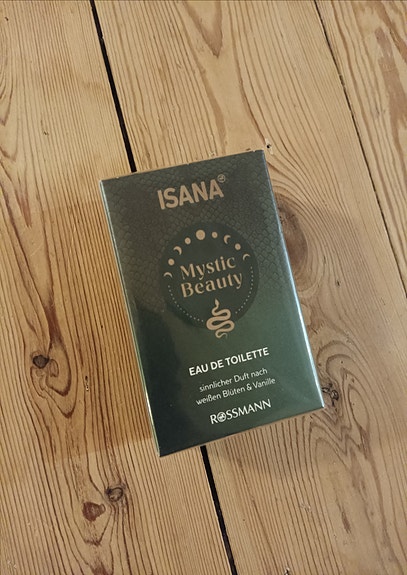 ISANA
Mystic
Beauty
EAU DE TOILETTE
sinnlicher Duft nach
weißen Blüten & Vanille
ROSSMANN